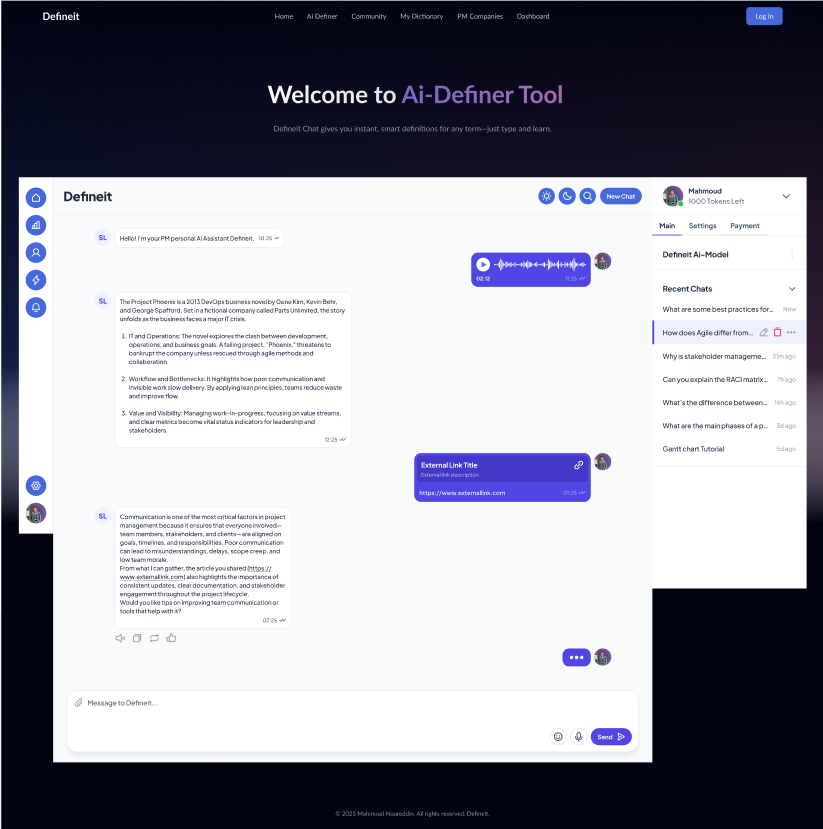 Defineit
Home
AI Definer
Community
My Dictionary
PM Companies
Dashboard
Log In
Welcome to Ai-Definer Tool
Defineit Chat gives you instant, smart definitions for any term—just type and learn.
Defineit
New Chat
SL
Hello! I'm your PM personal AI Assistant Defineit.
10:25
02:12
11:25
SL
The Project Phoenix is a 2013 DevOps business novel by Gene Kim, Kevin Behr,
and George Spafford. Set in a fictional company called Parts Unlimited, the story
unfolds as the business faces a major IT crisis.
1. IT and Operations: The novel explores the clash between development,
operations, and business goals. A failing project, "Phoenix," threatens to
bankrupt the company unless rescued through agile methods and
collaboration.
2. Workflow and Bottlenecks: It highlights how poor communication and
invisible work slow delivery. By applying lean principles, teams reduce waste
and improve flow.
3. Value and Visibility: Managing work-in-progress, focusing on value streams,
and clear metrics become vital status indicators for leadership and
stakeholders.
12:25
External Link Title
External link description
https://www.externallink.com
01:25
SL
Communication is one of the most critical factors in project
management because it ensures that everyone involved—
team members, stakeholders, and clients—are aligned on
goals, timelines, and responsibilities. Poor communication
can lead to misunderstandings, delays, scope creep, and
low team morale.
From what I can gather, the article you shared (https://
www.externallink.com) also highlights the importance of
consistent updates, clear documentation, and stakeholder
engagement throughout the project lifecycle.
Would you like tips on improving team communication or
tools that help with it?
02:25
Message to Defineit...
Send
Mahmoud
1000 Tokens Left
Main
Settings
Payment
Defineit Ai-Model
Recent Chats
What are some best practices for... Now
How does Agile differ from...
Why is stakeholder manageme... 31m ago
Can you explain the RACI matrix... 7h ago
What's the difference between... 16h ago
What are the main phases of a p... 3d ago
Gantt chart Tutorial 5d ago
© 2025 Mahmoud Noureddin. All rights reserved. Defineit.